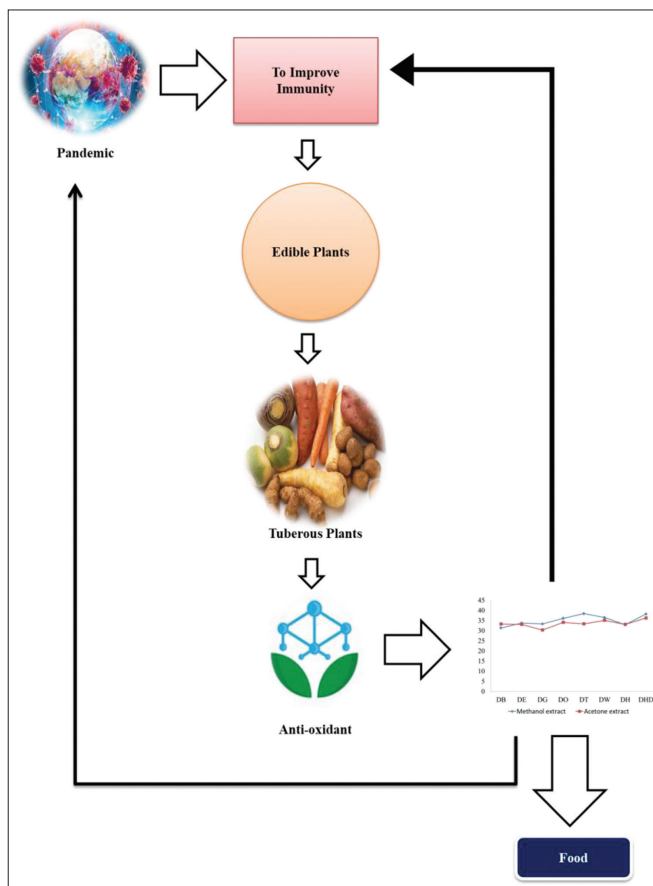 Pandemic
To Improve
Immunity
Edible Plants
Tuberous Plants
Anti-oxidant
45
40
35
30
25
20
15
10
5
0
DB DE DG DO DT DW DH DHD
Methanol extract Acetone extract
Food